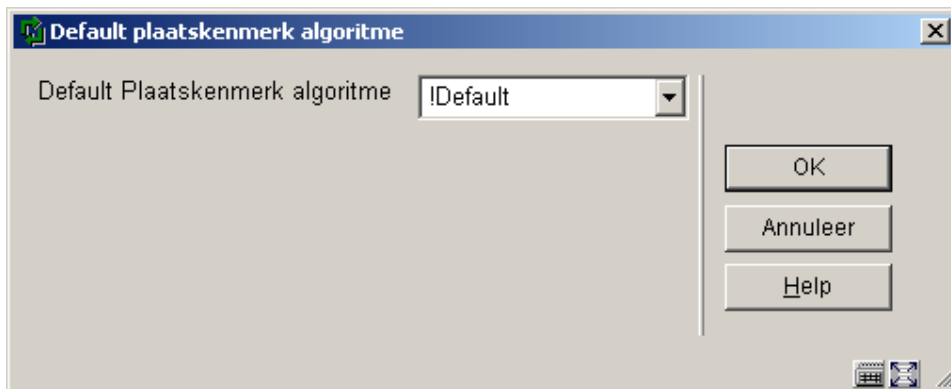 Default plaatskenmerk algoritme
Default Plaatskenmerk algoritme !Default
OK
Annuleer
Help